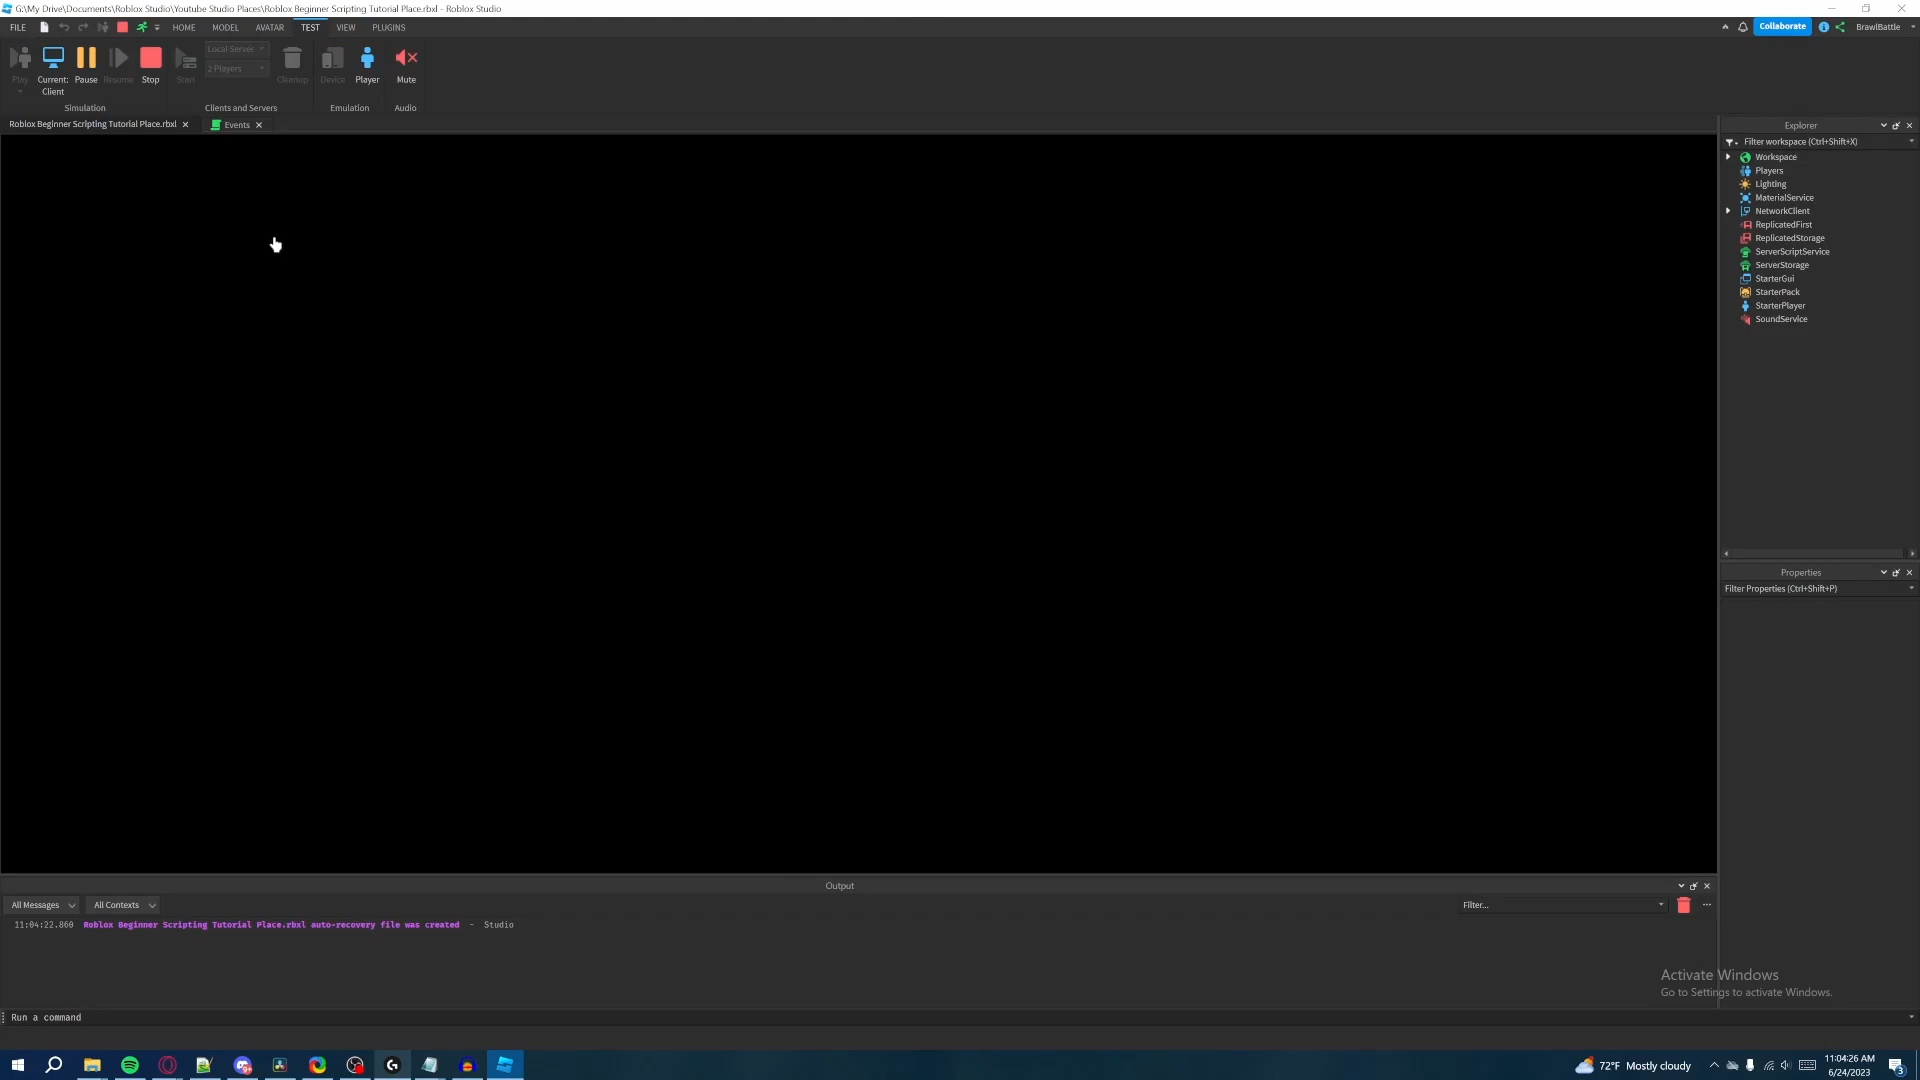 G:\My Drive\Documents\Roblox Studio\Youtube Studio Places\Roblox Beginner Scripting Tutorial Place.rbxl - Roblox Studio
FILE HOME MODEL AVATAR TEST VIEW PLUGINS Collaborate BrawlBattle
Play Current: Client Pause Resume Stop Start Local Server 2 Players Cleanup Device Player Mute
Simulation Clients and Servers Emulation Audio
Roblox Beginner Scripting Tutorial Place.rbxl Events
Explorer
Filter workspace (Ctrl+Shift+X)
Workspace
Players
Lighting
MaterialService
NetworkClient
ReplicatedFirst
ReplicatedStorage
ServerScriptService
ServerStorage
StarterGui
StarterPack
StarterPlayer
SoundService
Properties
Filter Properties (Ctrl+Shift+P)
Output
All Messages All Contexts Filter...
11:04:22.860 Roblox Beginner Scripting Tutorial Place.rbxl auto-recovery file was created - Studio
Activate Windows
Go to Settings to activate Windows.
Run a command
72°F Mostly cloudy
11:04:26 AM
6/24/2023
3